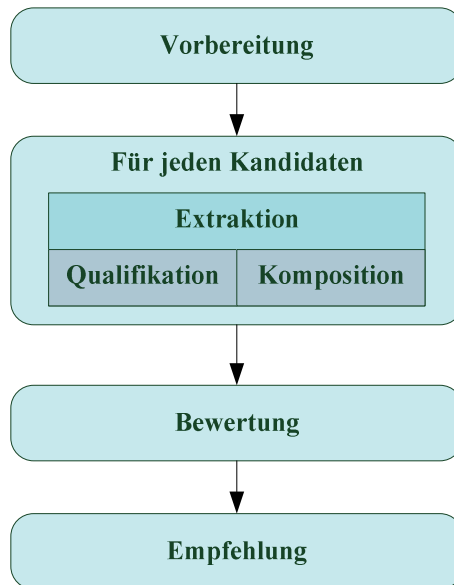 Vorbereitung
Für jeden Kandidaten
Extraktion
Qualifikation Komposition
Bewertung
Empfehlung